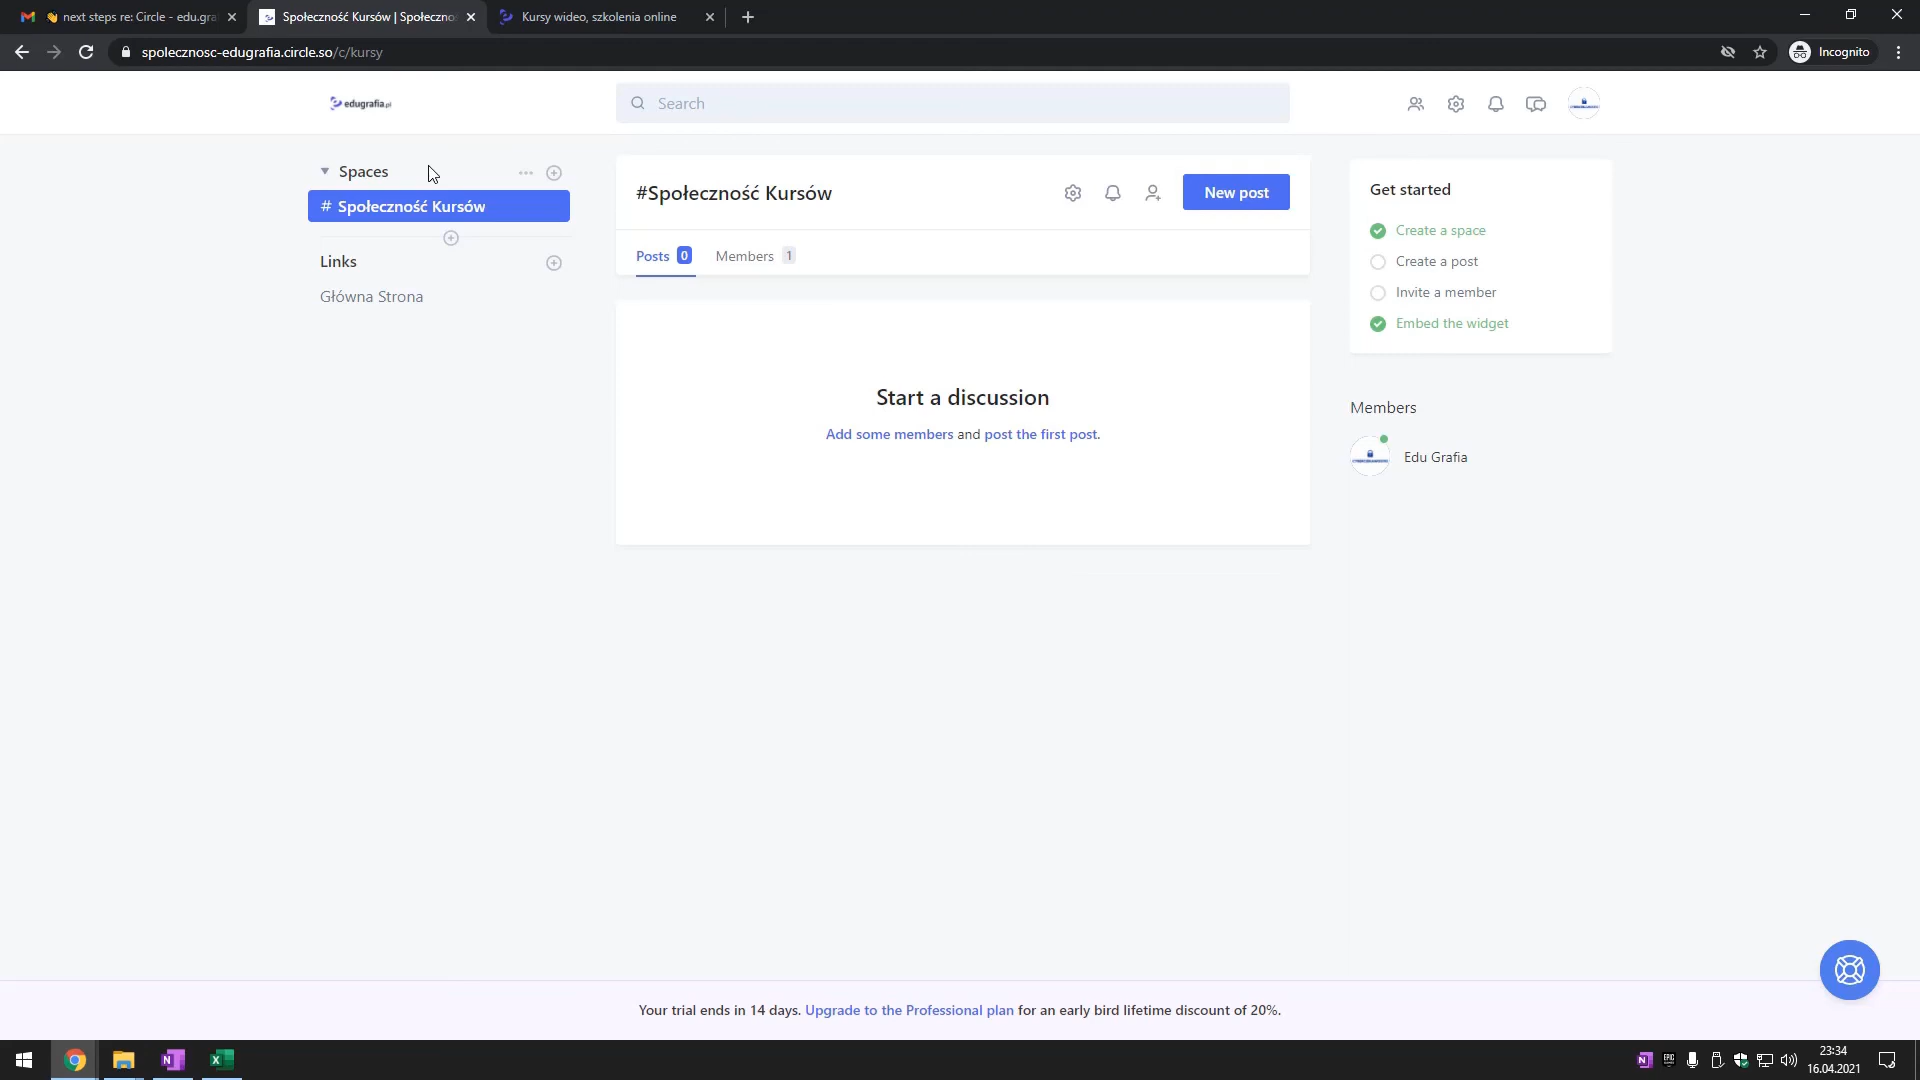 👋 next steps re: Circle - edu.gra
Społeczność Kursów | Społeczno
Kursy wideo, szkolenia online
spolecznosc-edugrafia.circle.so/c/kursy
Incognito
edugrafia.pl
Search
Spaces
# Społeczność Kursów
Links
Główna Strona
#Społeczność Kursów
New post
Posts 0
Members 1
Start a discussion
Add some members and post the first post.
Get started
Create a space
Create a post
Invite a member
Embed the widget
Members
Edu Grafia
Your trial ends in 14 days. Upgrade to the Professional plan for an early bird lifetime discount of 20%.
23:34
16.04.2021